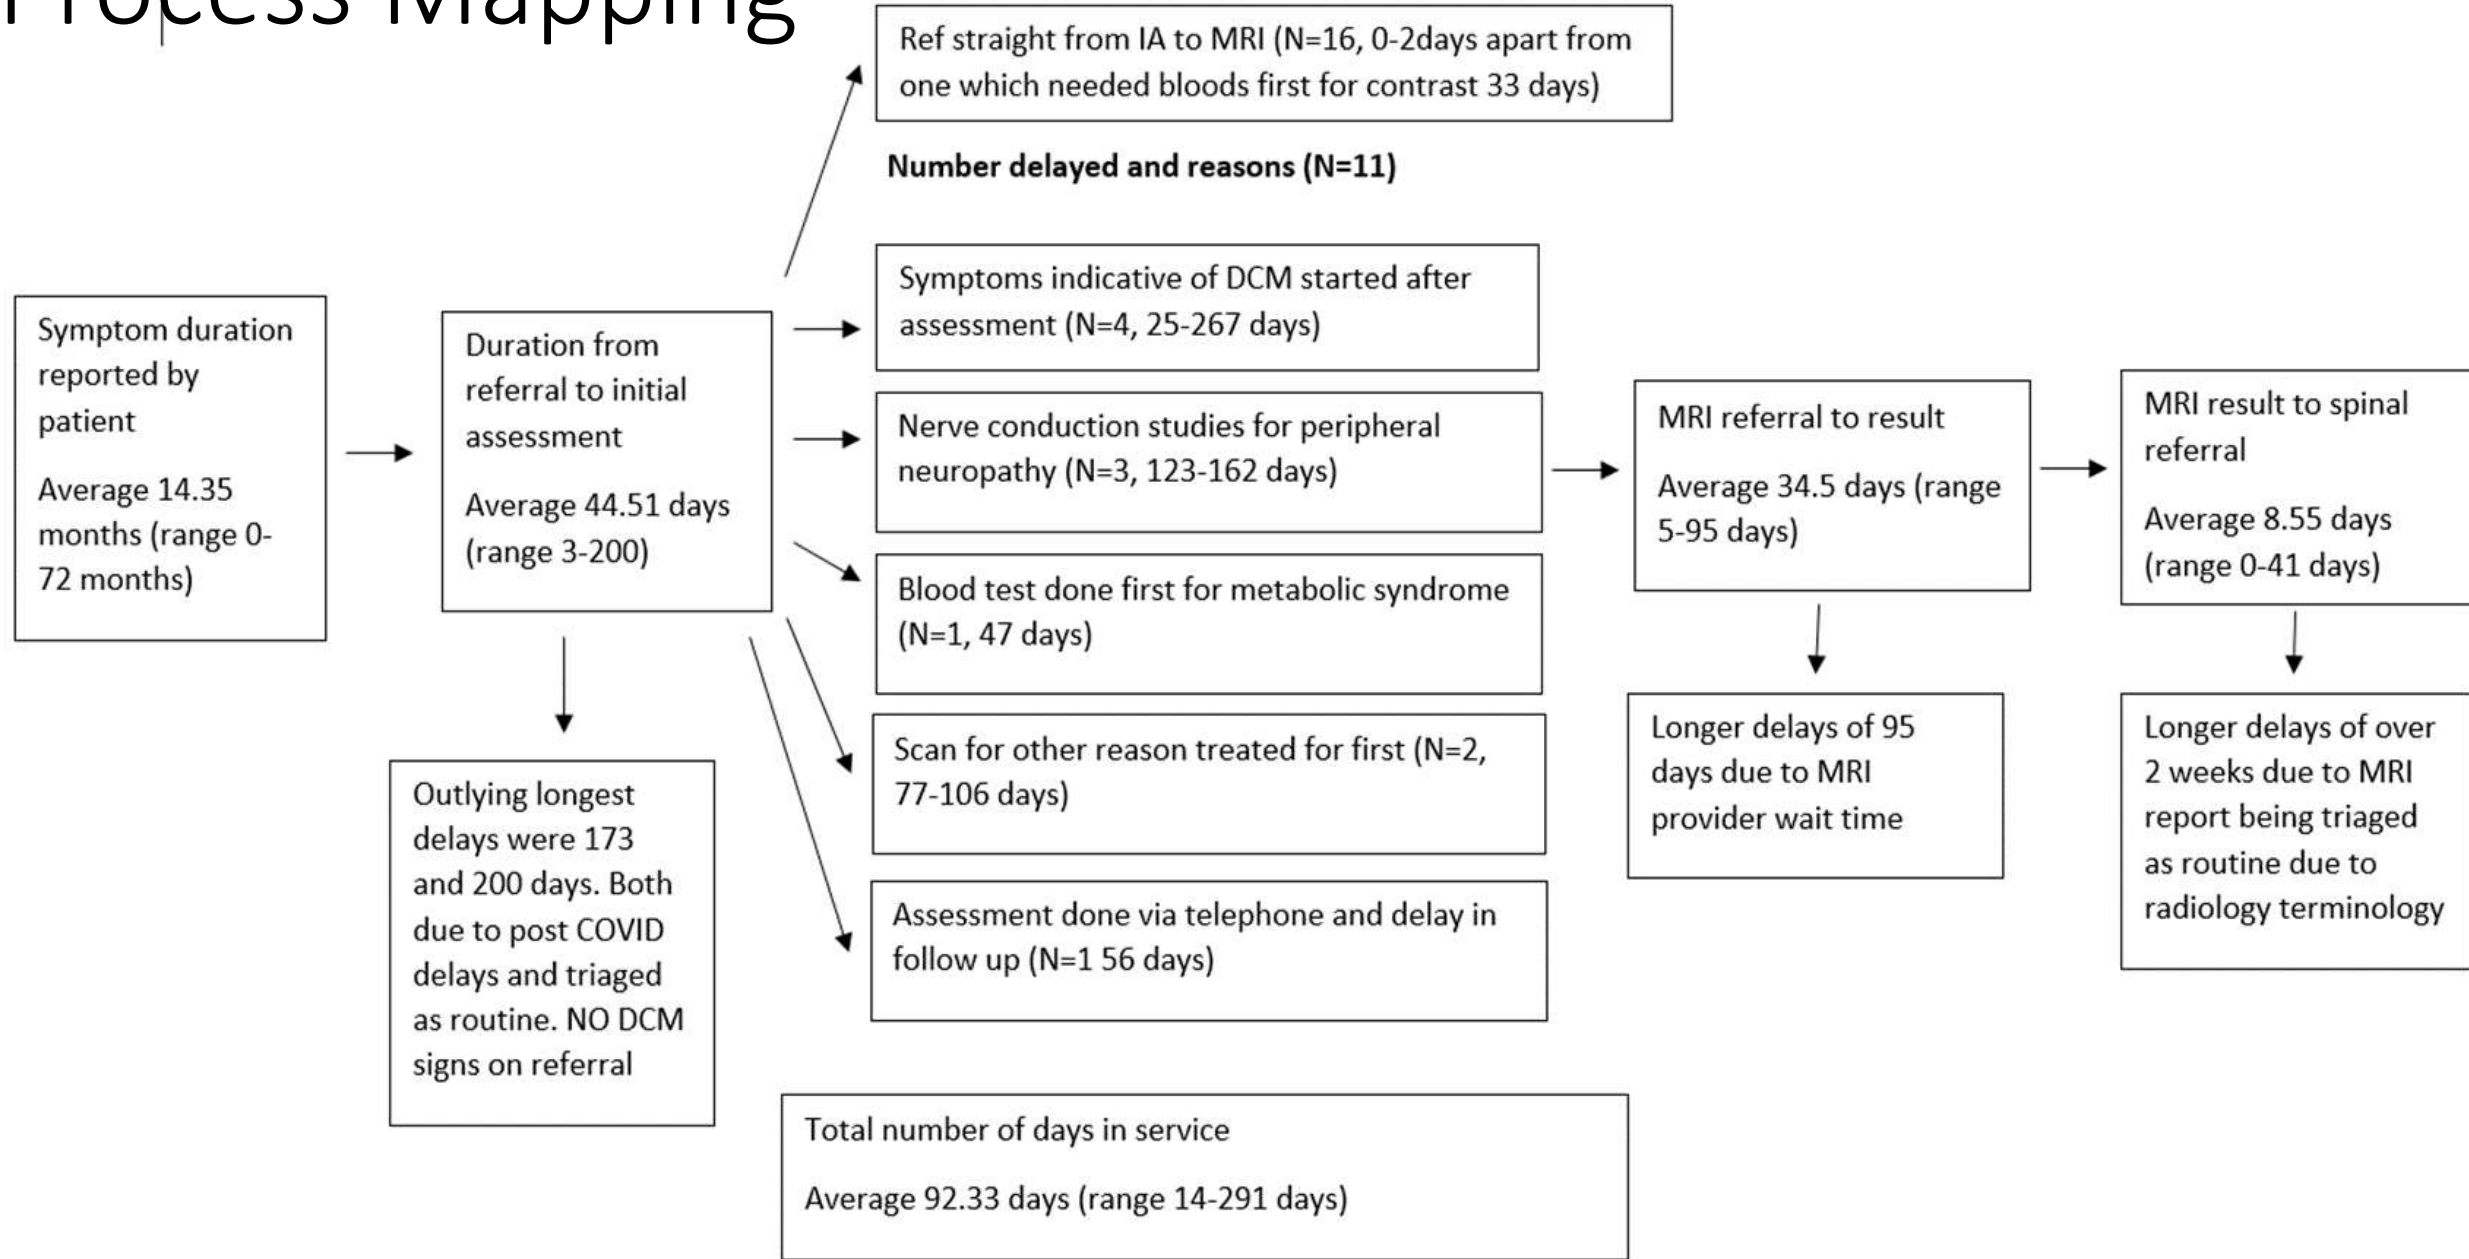 Process Mapping
Ref straight from IA to MRI (N=16, 0-2days apart from
one which needed bloods first for contrast 33 days)
Number delayed and reasons (N=11)
Symptom duration
reported by
patient
Average 14.35
months (range 0-
72 months)
Duration from
referral to initial
assessment
Average 44.51 days
(range 3-200)
Outlying longest
delays were 173
and 200 days. Both
due to post COVID
delays and triaged
as routine. NO DCM
signs on referral
Symptoms indicative of DCM started after
assessment (N=4, 25-267 days)
Nerve conduction studies for peripheral
neuropathy (N=3, 123-162 days)
Blood test done first for metabolic syndrome
(N=1, 47 days)
Scan for other reason treated for first (N=2,
77-106 days)
Assessment done via telephone and delay in
follow up (N=1 56 days)
MRI referral to result
Average 34.5 days (range
5-95 days)
Longer delays of 95
days due to MRI
provider wait time
MRI result to spinal
referral
Average 8.55 days
(range 0-41 days)
Longer delays of over
2 weeks due to MRI
report being triaged
as routine due to
radiology terminology
Total number of days in service
Average 92.33 days (range 14-291 days)